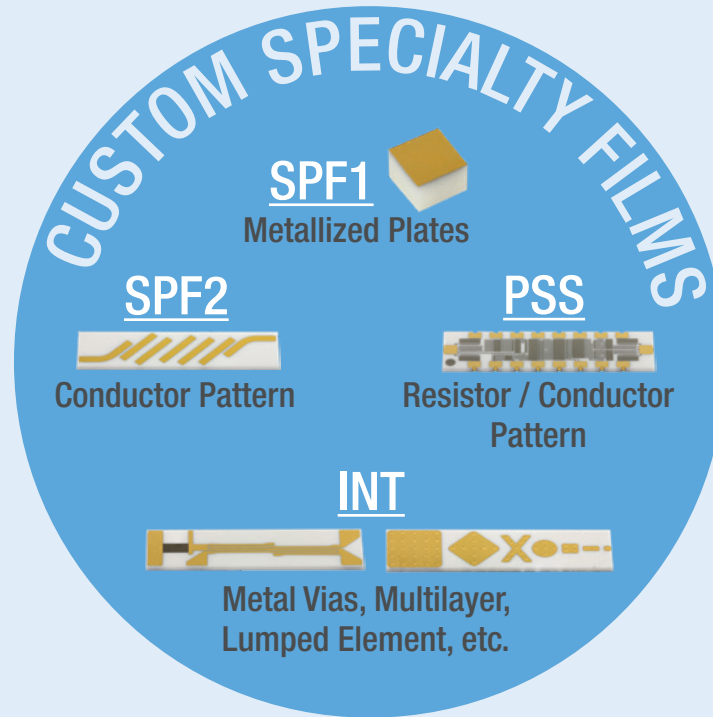 CUSTOM SPECIALTY FILMS
SPF1
Metallized Plates
SPF2
Conductor Pattern
PSS
Resistor / Conductor
Pattern
INT
Metal Vias, Multilayer,
Lumped Element, etc.